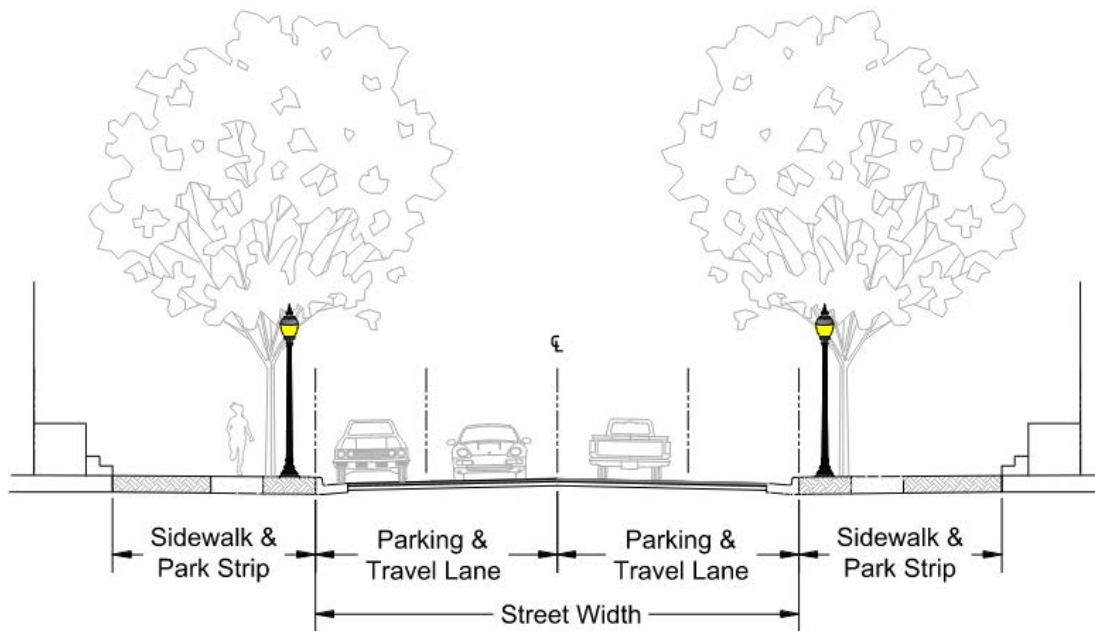 ℄
Sidewalk &
Park Strip
Parking &
Travel Lane
Parking &
Travel Lane
Sidewalk &
Park Strip
Street Width